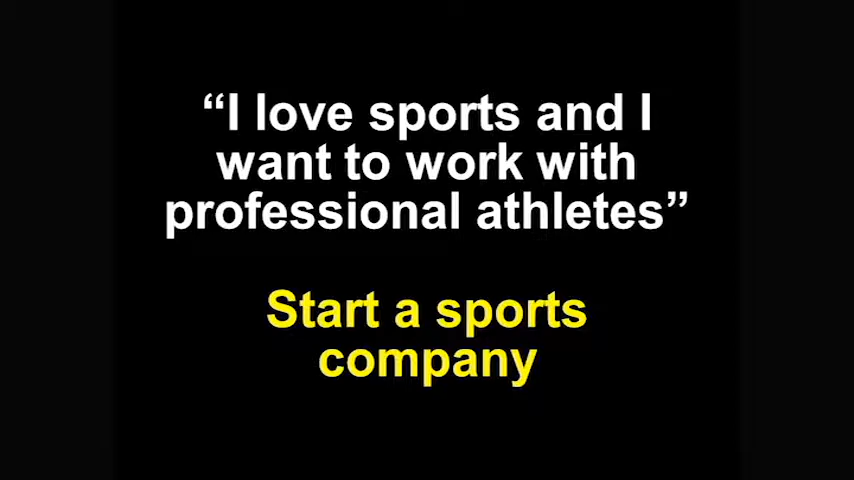 “I love sports and I
want to work with
professional athletes”
Start a sports
company